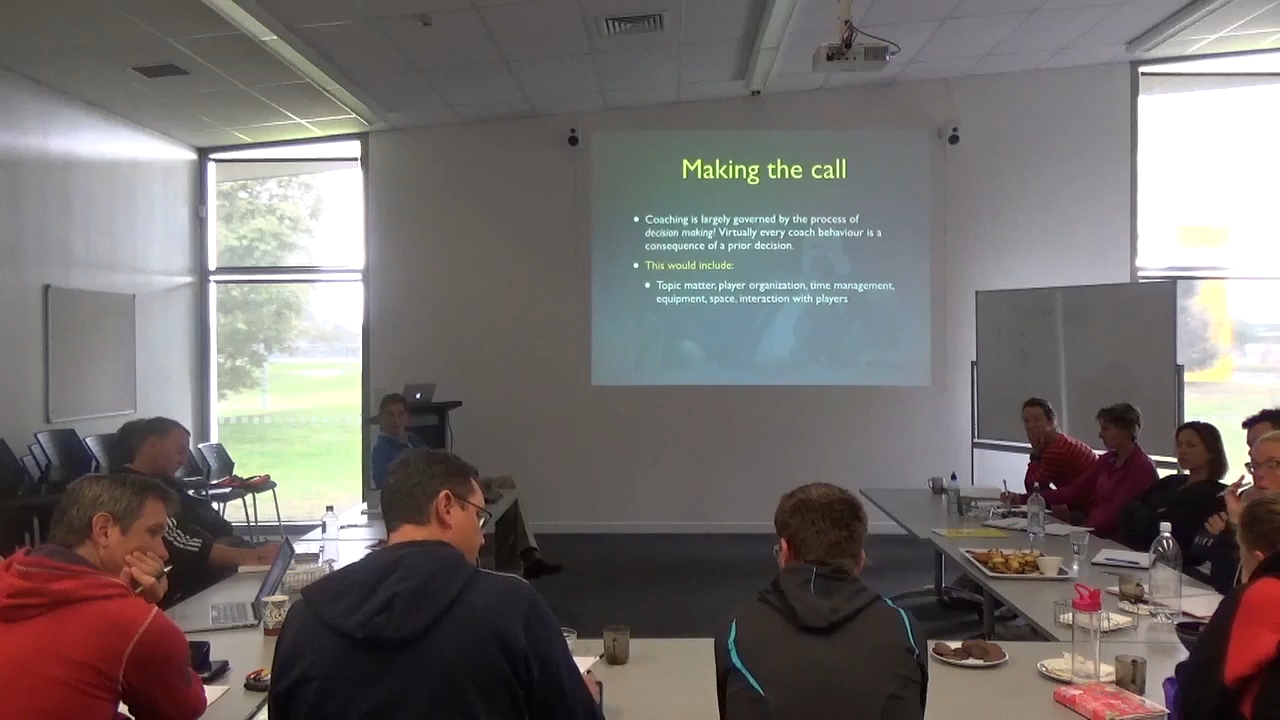 Making the call
• Coaching is largely governed by the process of
decision making! Virtually every coach behaviour is a
consequence of a prior decision.
• This would include:
• Topic matter, player organization, time management,
equipment, space, interaction with players